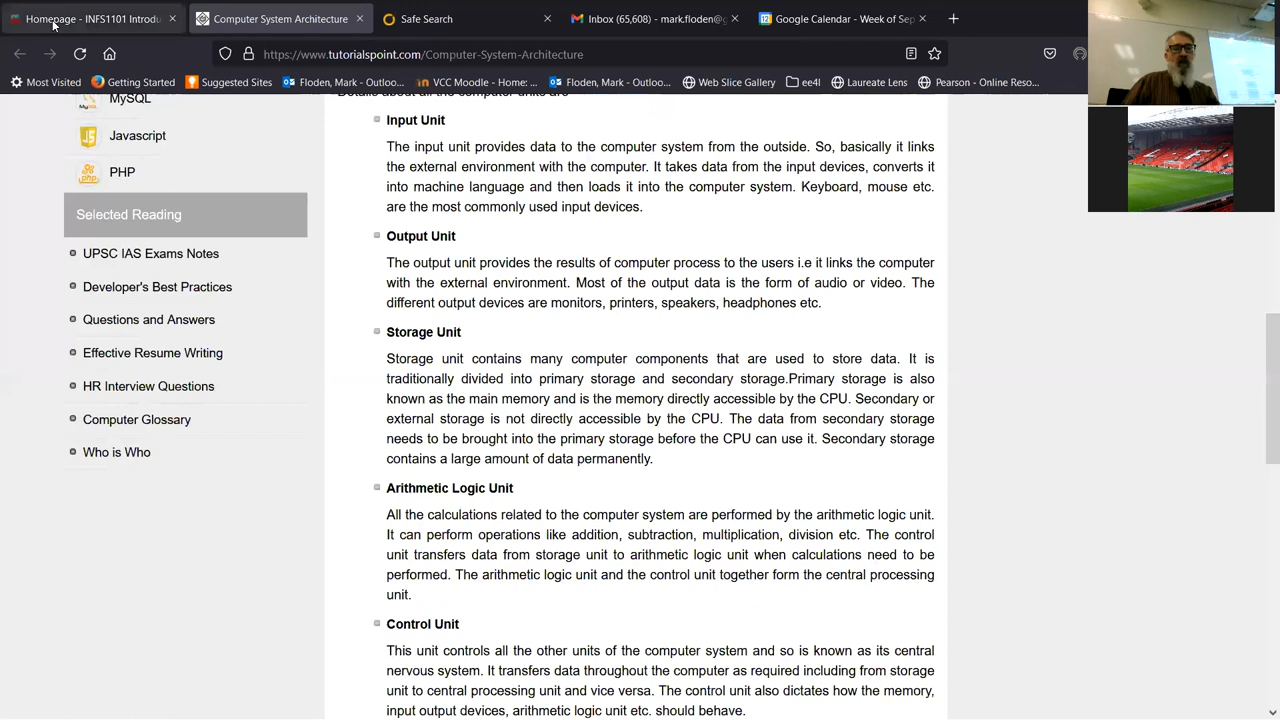 Homepage - INFS1101 Introdu
Computer System Architecture
Safe Search
Inbox (65,608) - mark.floden@g
Google Calendar - Week of Sep
https://www.tutorialspoint.com/Computer-System-Architecture
Most Visited
Getting Started
Suggested Sites
Floden, Mark - Outloo...
VCC Moodle - Home...
Floden, Mark - Outloo...
Web Slice Gallery
ee4l
Laureate Lens
Pearson - Online Reso...
MySQL
Javascript
PHP
Selected Reading
UPSC IAS Exams Notes
Developer's Best Practices
Questions and Answers
Effective Resume Writing
HR Interview Questions
Computer Glossary
Who is Who
Details about all the computer units are
Input Unit
The input unit provides data to the computer system from the outside. So, basically it links
the external environment with the computer. It takes data from the input devices, converts it
into machine language and then loads it into the computer system. Keyboard, mouse etc.
are the most commonly used input devices.
Output Unit
The output unit provides the results of computer process to the users i.e it links the computer
with the external environment. Most of the output data is the form of audio or video. The
different output devices are monitors, printers, speakers, headphones etc.
Storage Unit
Storage unit contains many computer components that are used to store data. It is
traditionally divided into primary storage and secondary storage.Primary storage is also
known as the main memory and is the memory directly accessible by the CPU. Secondary or
external storage is not directly accessible by the CPU. The data from secondary storage
needs to be brought into the primary storage before the CPU can use it. Secondary storage
contains a large amount of data permanently.
Arithmetic Logic Unit
All the calculations related to the computer system are performed by the arithmetic logic unit.
It can perform operations like addition, subtraction, multiplication, division etc. The control
unit transfers data from storage unit to arithmetic logic unit when calculations need to be
performed. The arithmetic logic unit and the control unit together form the central processing
unit.
Control Unit
This unit controls all the other units of the computer system and so is known as its central
nervous system. It transfers data throughout the computer as required including from storage
unit to central processing unit and vice versa. The control unit also dictates how the memory,
input output devices, arithmetic logic unit etc. should behave.